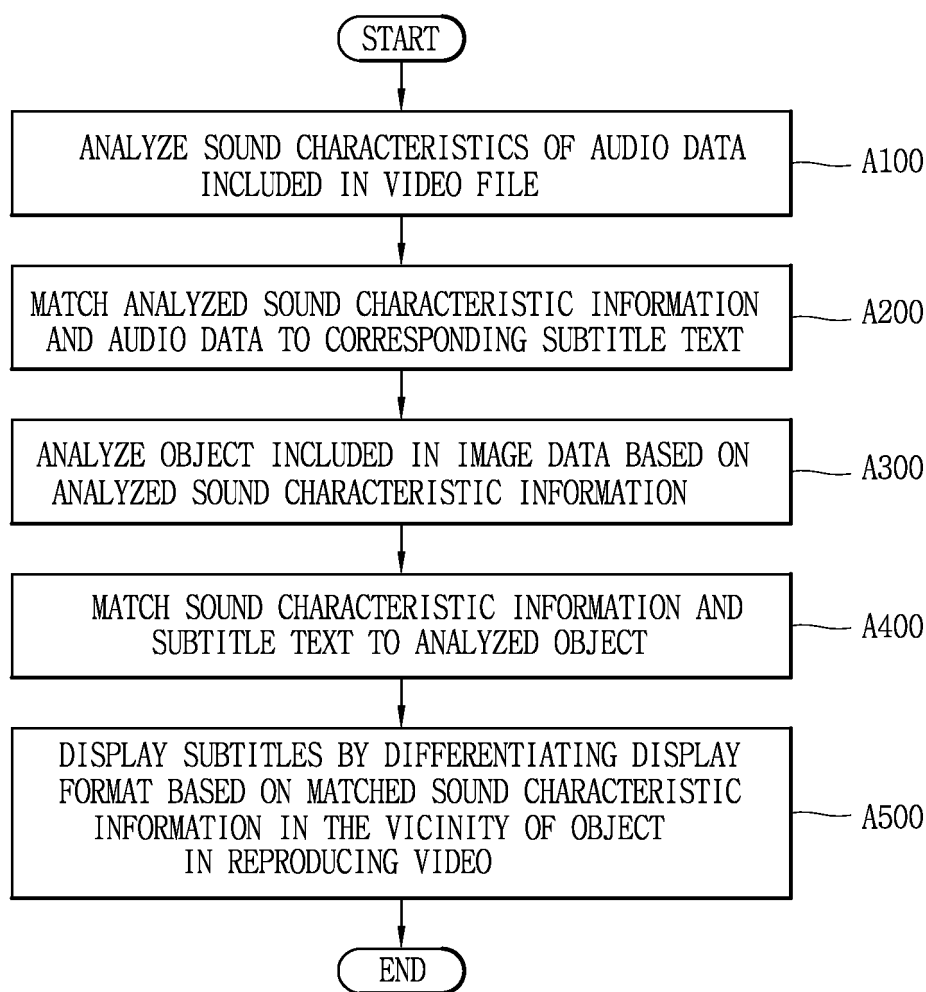 START
ANALYZE SOUND CHARACTERISTICS OF AUDIO DATA
INCLUDED IN VIDEO FILE
A100
MATCH ANALYZED SOUND CHARACTERISTIC INFORMATION
AND AUDIO DATA TO CORRESPONDING SUBTITLE TEXT
A200
ANALYZE OBJECT INCLUDED IN IMAGE DATA BASED ON
ANALYZED SOUND CHARACTERISTIC INFORMATION
A300
MATCH SOUND CHARACTERISTIC INFORMATION AND
SUBTITLE TEXT TO ANALYZED OBJECT
A400
DISPLAY SUBTITLES BY DIFFERENTIATING DISPLAY
FORMAT BASED ON MATCHED SOUND CHARACTERISTIC
INFORMATION IN THE VICINITY OF OBJECT
IN REPRODUCING VIDEO
A500
END